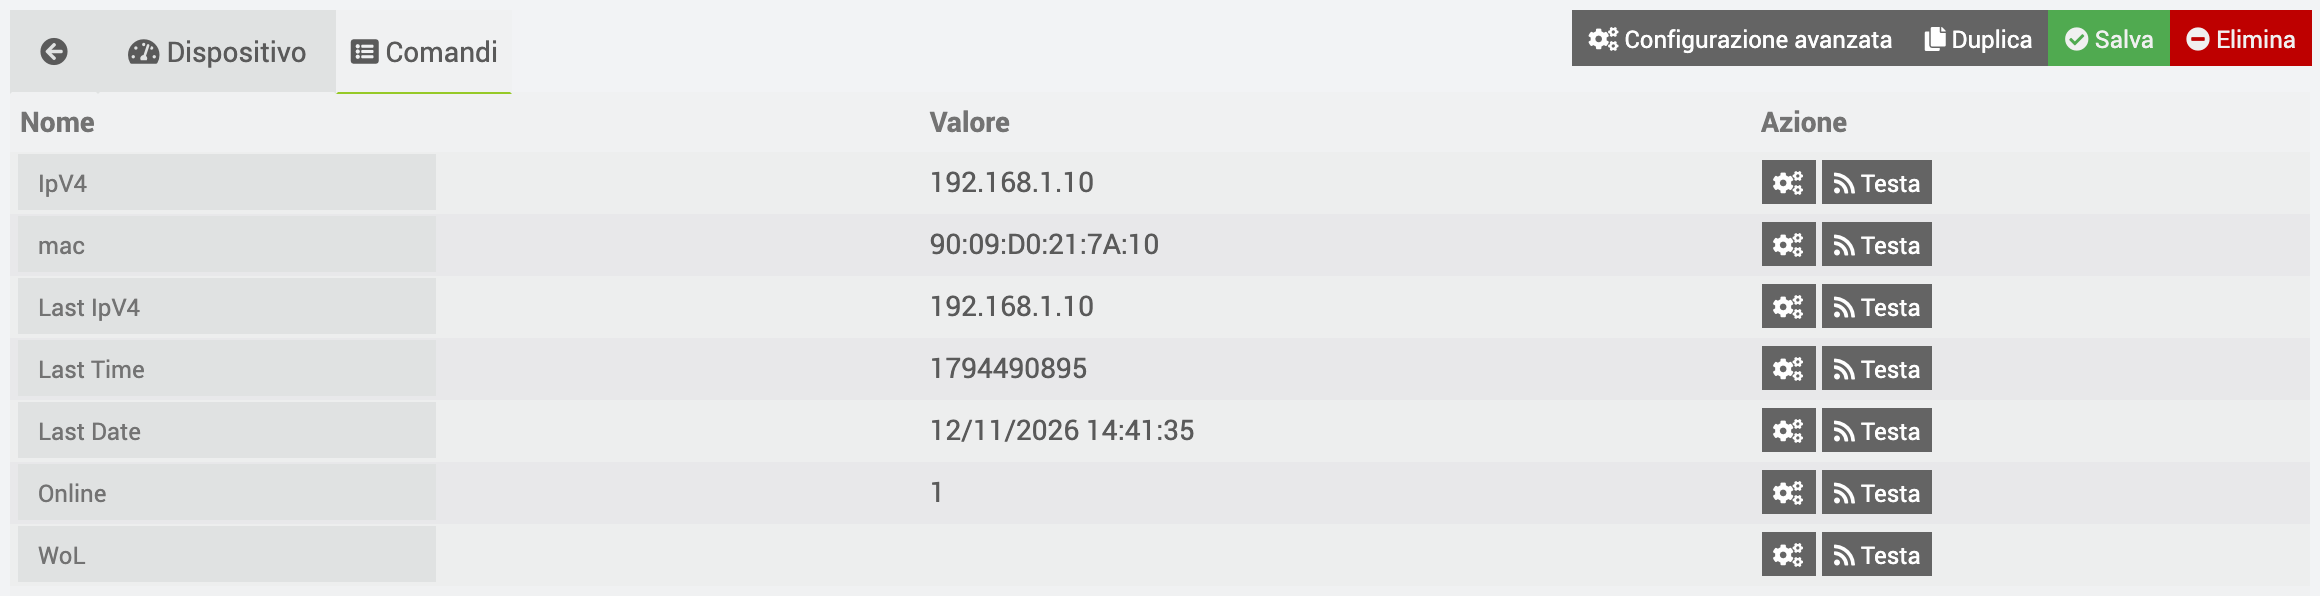 Dispositivo Comandi Configurazione avanzata Duplica Salva Elimina
Nome Valore Azione
IpV4 192.168.1.10 Testa
mac 90:09:D0:21:7A:10 Testa
Last IpV4 192.168.1.10 Testa
Last Time 1794490895 Testa
Last Date 12/11/2026 14:41:35 Testa
Online 1 Testa
WoL Testa